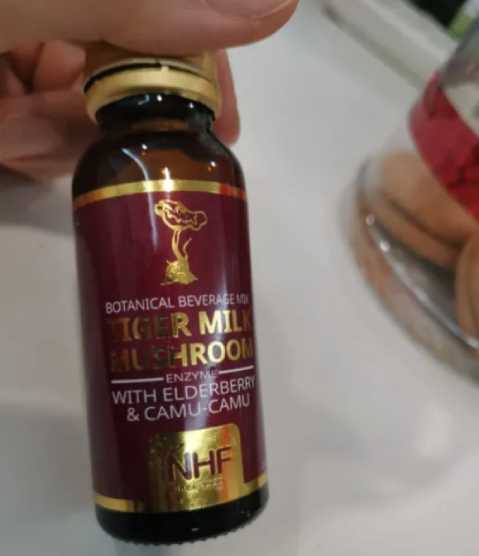 BOTANICAL BEVERAGE MIX
TIGER MILK
MUSHROOM
ENZYME
WITH ELDERBERRY
& CAMU-CAMU
NHF